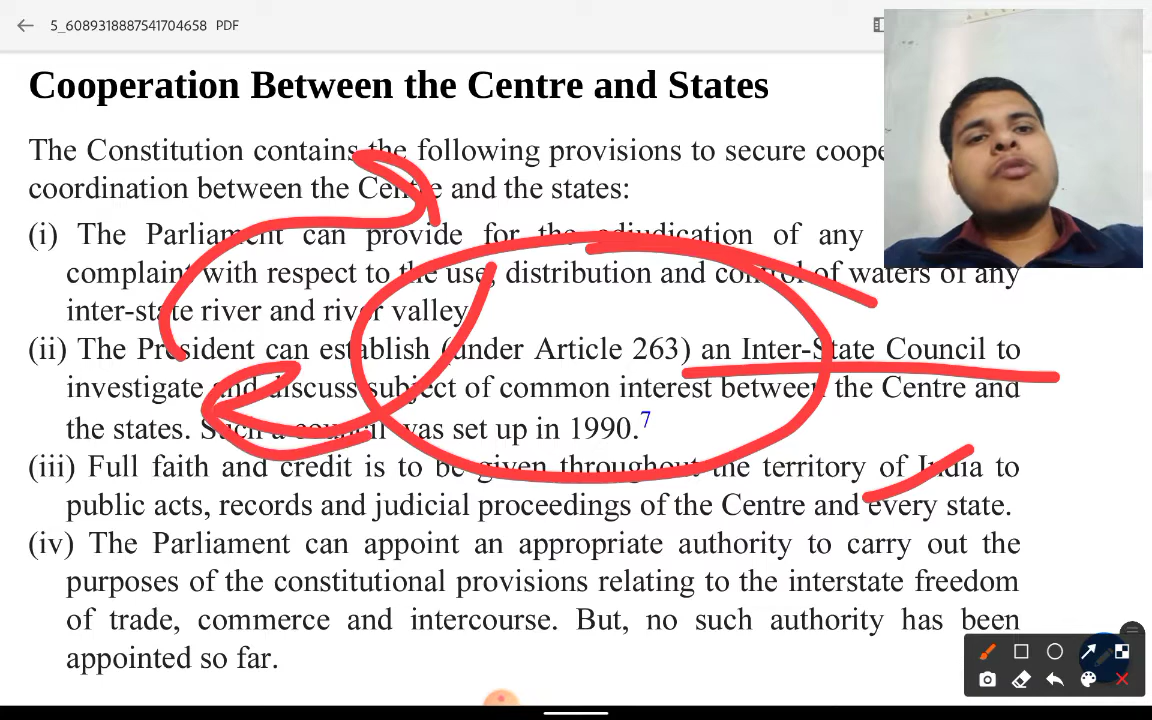 5_6089318887541704658 PDF
Cooperation Between the Centre and States
The Constitution contains the following provisions to secure
coordination between the Centre and the states:
(i) The Parliament can provide for the adjudication of any
complaint with respect to the use, distribution and control of waters of any
inter-state river and river valley
(ii) The President can establish (under Article 263) an Inter-State Council to
investigate and discuss subject of common interest between the Centre and
the states. Such a council was set up in 1990.7
(iii) Full faith and credit is to be given throughout the territory of India to
public acts, records and judicial proceedings of the Centre and every state.
(iv) The Parliament can appoint an appropriate authority to carry out the
purposes of the constitutional provisions relating to the interstate freedom
of trade, commerce and intercourse. But, no such authority has been
appointed so far.